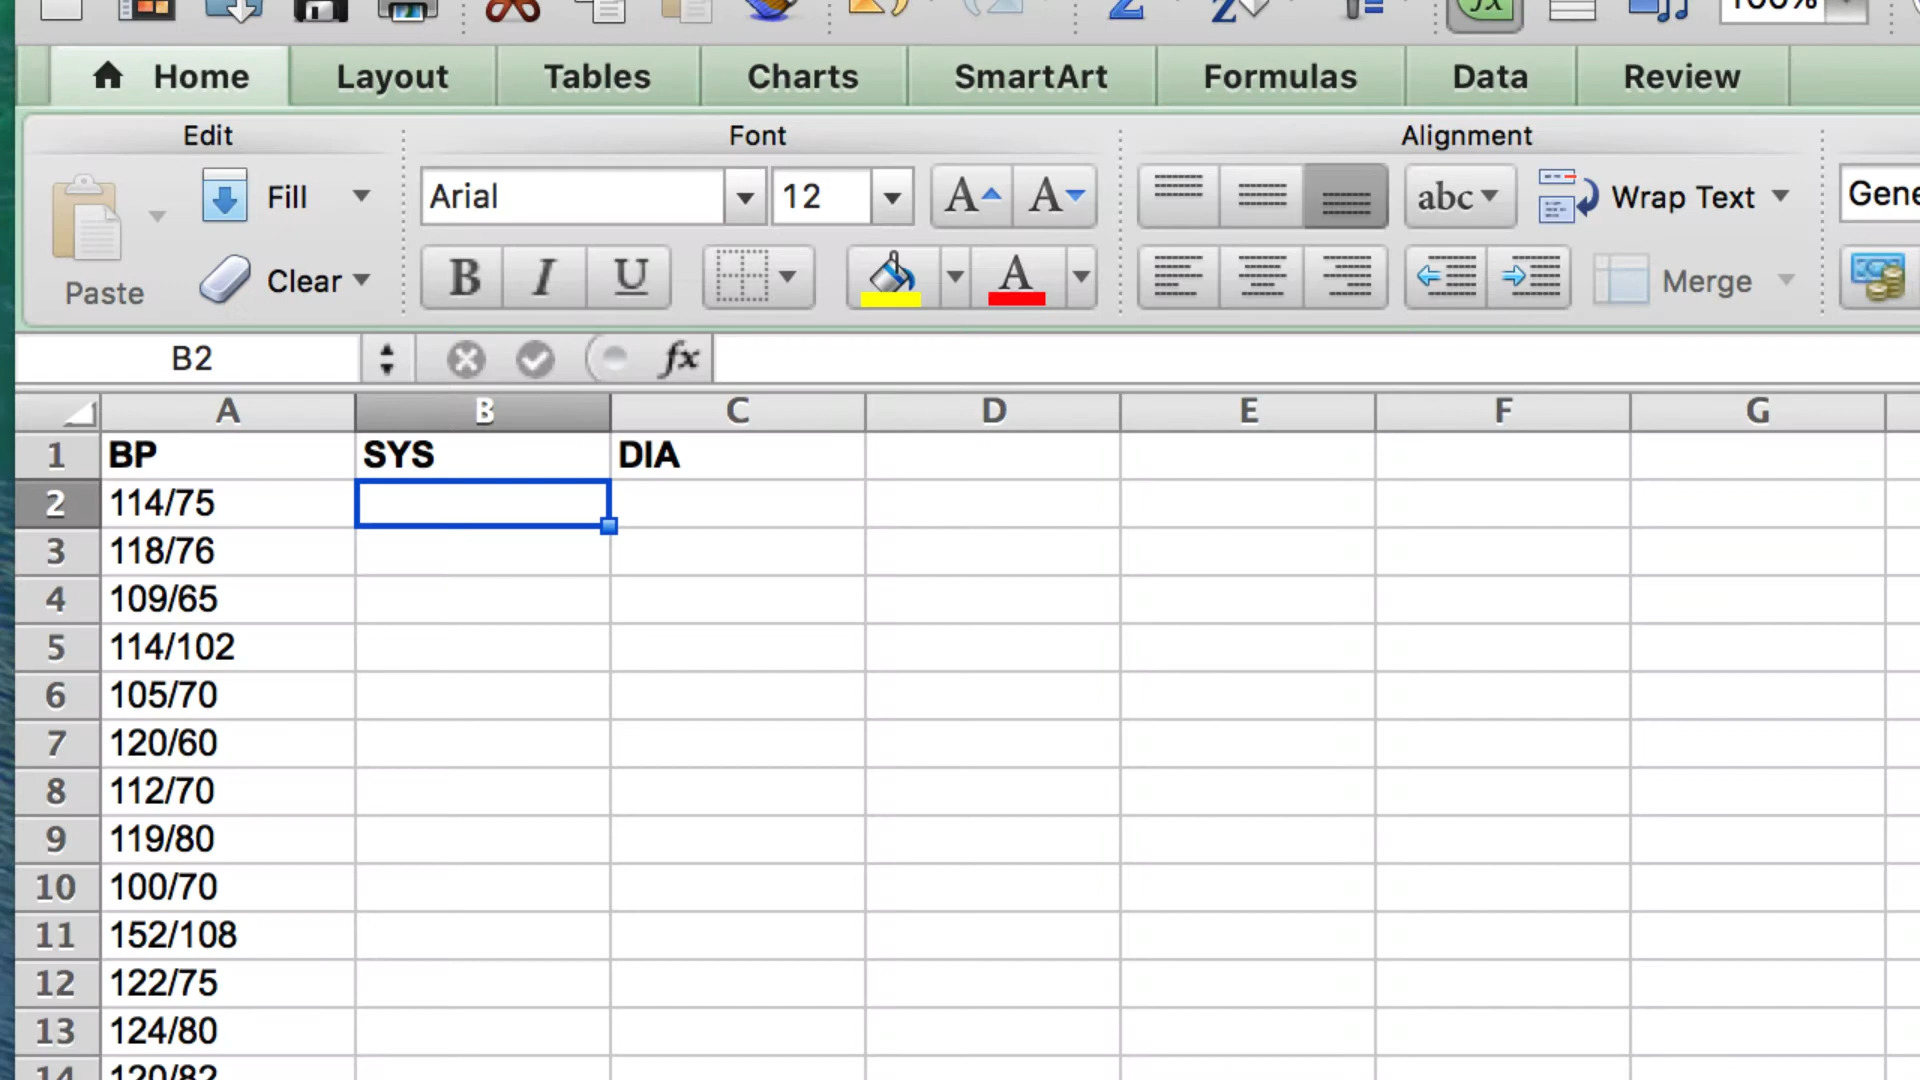 100%
Home Layout Tables Charts SmartArt Formulas Data Review
Edit Font Alignment
Fill Arial 12 A A abc Wrap Text
Paste Clear B I U A Merge
B2 fx
A B C D E F G
1 BP SYS DIA
2 114/75
3 118/76
4 109/65
5 114/102
6 105/70
7 120/60
8 112/70
9 119/80
10 100/70
11 152/108
12 122/75
13 124/80
14 120/82